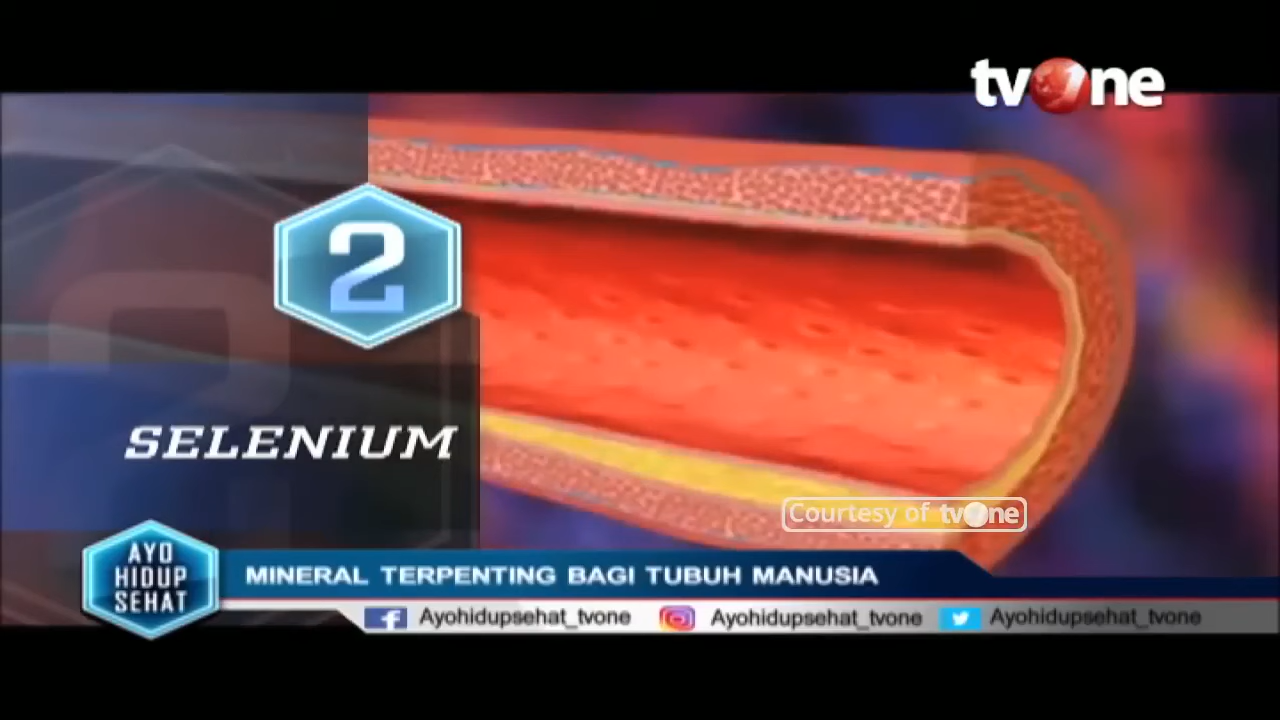 tvOne
2
SELENIUM
Courtesy of tvOne
AYO
HIDUP
SEHAT
MINERAL TERPENTING BAGI TUBUH MANUSIA
Ayohidupsehat_tvone
Ayohidupsehat_tvone
Ayohidupsehat_tvone